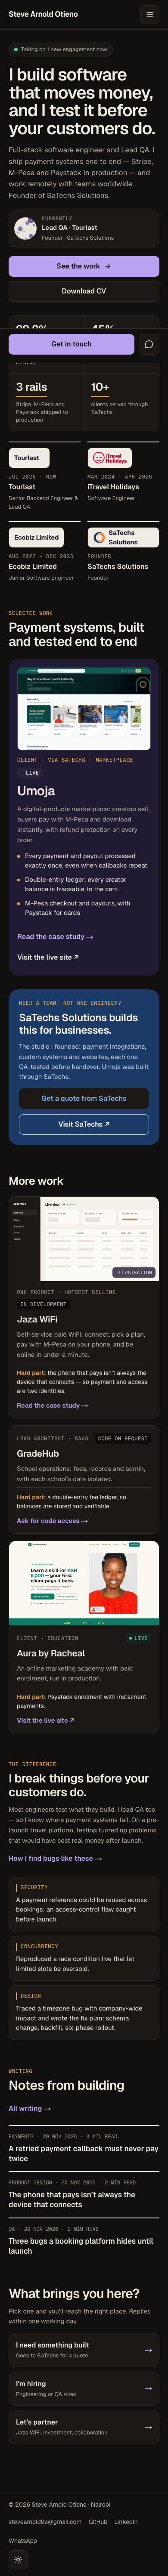 Steve Arnold Otieno
Taking on 1 new engagement now
I build software
that moves money,
and I test it before
your customers do.
Full-stack software engineer and Lead QA. I
ship payment systems end to end — Stripe,
M-Pesa and Paystack in production — and
work remotely with teams worldwide.
Founder of SaTechs Solutions.
CURRENTLY
Lead QA · Tourlast
Founder · SaTechs Solutions
See the work →
Download CV
Get in touch
3 rails
Stripe, M-Pesa and
Paystack shipped to
production
10+
clients served through
SaTechs
Tourlast
JUL 2026 – NOW
Tourlast
Senior Backend Engineer &
Lead QA
iTravel
Holidays
MAR 2024 – APR 2026
iTravel Holidays
Software Engineer
Ecobiz Limited
AUG 2023 – DEC 2023
Ecobiz Limited
Junior Software Engineer
SaTechs
Solutions
FOUNDER
SaTechs Solutions
Founder
SELECTED WORK
Payment systems, built
and tested end to end
CLIENT · VIA SATECHS · MARKETPLACE
LIVE
Umoja
A digital-products marketplace: creators sell,
buyers pay with M-Pesa and download
instantly, with refund protection on every
order.
Every payment and payout processed
exactly once, even when callbacks repeat
Double-entry ledger: every creator
balance is traceable to the cent
M-Pesa checkout and payouts, with
Paystack for cards
Read the case study →
Visit the live site ↗
NEED A TEAM, NOT ONE ENGINEER?
SaTechs Solutions builds
this for businesses.
The studio I founded: payment integrations,
custom systems and websites, each one
QA-tested before handover. Umoja was built
through SaTechs.
Get a quote from SaTechs
Visit SaTechs ↗
More work
ILLUSTRATION
OWN PRODUCT · HOTSPOT BILLING
IN DEVELOPMENT
Jaza WiFi
Self-service paid WiFi: connect, pick a plan,
pay with M-Pesa on your phone, and be
online in under a minute.
Hard part: the phone that pays isn't always the
device that connects — so payment and access
are two identities.
Read the case study →
LEAD ARCHITECT · SAAS
CODE ON REQUEST
GradeHub
School operations: fees, records and admin,
with each school's data isolated.
Hard part: a double-entry fee ledger, so
balances are stored and verifiable.
Ask for code access →
Learn a skill for KSH
5,000 — and your first
client pays it back.
CLIENT · EDUCATION
LIVE
Aura by Racheal
An online marketing academy with paid
enrolment, run in production.
Hard part: Paystack enrolment with instalment
payments.
Visit the live site ↗
THE DIFFERENCE
I break things before your
customers do.
Most engineers test what they build. I lead QA too
— so I know where payment systems fail. On a pre-
launch travel platform, testing turned up problems
that would have cost real money after launch.
How I find bugs like these →
SECURITY
A payment reference could be reused across
bookings: an access-control flaw caught
before launch.
CONCURRENCY
Reproduced a race condition live that let
limited slots be oversold.
DESIGN
Traced a timezone bug with company-wide
impact and wrote the fix plan: schema
change, backfill, six-phase rollout.
WRITING
Notes from building
All writing →
PAYMENTS · 20 NOV 2026 · 3 MIN READ
A retried payment callback must never pay
twice
PRODUCT DESIGN · 20 NOV 2026 · 2 MIN READ
The phone that pays isn't always the
device that connects
QA · 20 NOV 2026 · 2 MIN READ
Three bugs a booking platform hides until
launch
What brings you here?
Pick one and you'll reach the right place. Replies
within one working day.
I need something built
Goes to SaTechs for a quote
→
I'm hiring
Engineering or QA roles
→
Let's partner
Jaza WiFi, investment, collaboration
→
© 2026 Steve Arnold Otieno · Nairobi
stevearnold9e@gmail.com GitHub LinkedIn
WhatsApp